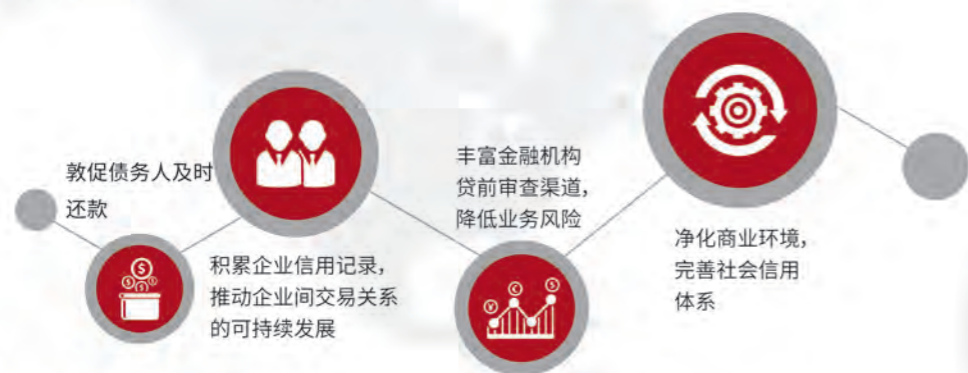 敦促债务人及时
还款
积累企业信用记录，
推动企业间交易关系
的可持续发展
丰富金融机构
贷前审查渠道，
降低业务风险
净化商业环境，
完善社会信用
体系